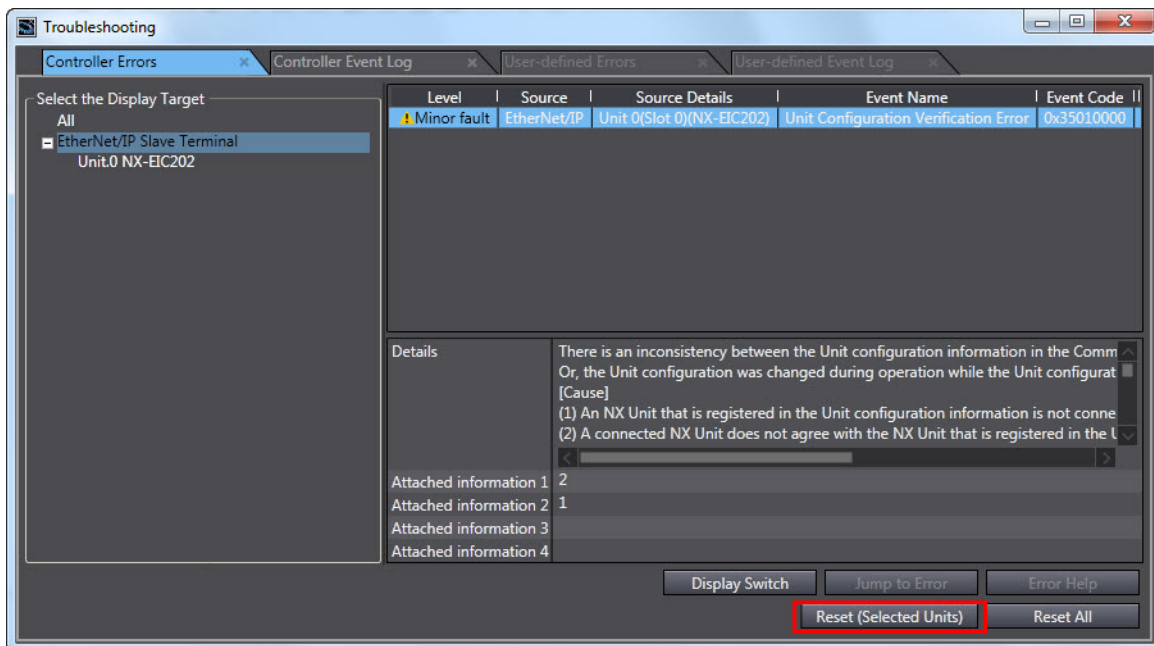 Troubleshooting
Controller Errors
Controller Event Log
User-defined Errors
User-defined Event Log
Select the Display Target
All
EtherNet/IP Slave Terminal
Unit.0 NX-EIC202
Level Source Source Details Event Name Event Code
Minor fault EtherNet/IP Unit 0(Slot 0)(NX-EIC202) Unit Configuration Verification Error 0x35010000
Details
There is an inconsistency between the Unit configuration information in the Comm
Or, the Unit configuration was changed during operation while the Unit configurat
[Cause]
(1) An NX Unit that is registered in the Unit configuration information is not conne
(2) A connected NX Unit does not agree with the NX Unit that is registered in the
Attached information 1 2
Attached information 2 1
Attached information 3
Attached information 4
Display Switch Jump to Error Error Help
Reset (Selected Units) Reset All